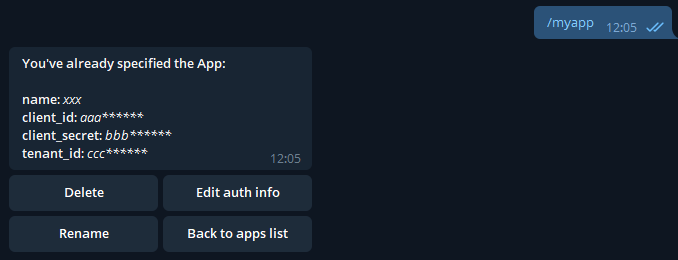 /myapp 12:05
You've already specified the App:
name: xxx
client_id: aaa******
client_secret: bbb******
tenant_id: ccc******
12:05
Delete
Edit auth info
Rename
Back to apps list